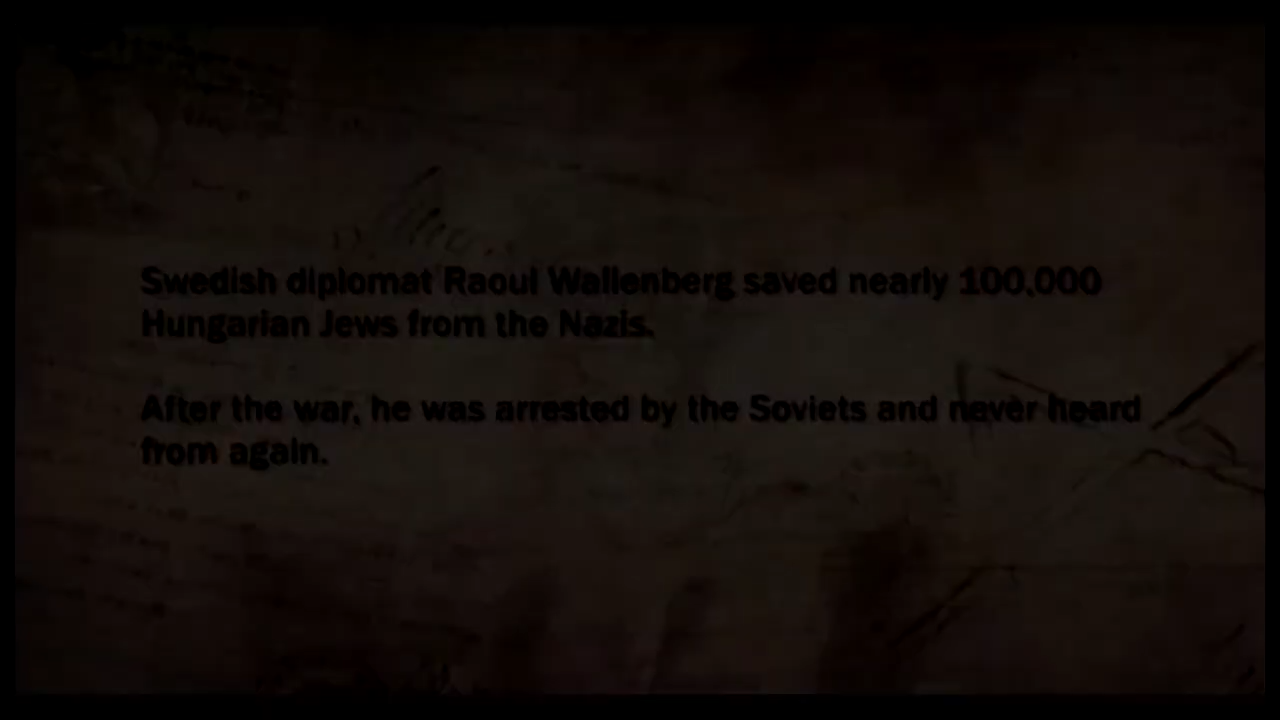 Swedish diplomat Raoul Wallenberg saved nearly 100,000
Hungarian Jews from the Nazis.
After the war, he was arrested by the Soviets and never heard
from again.